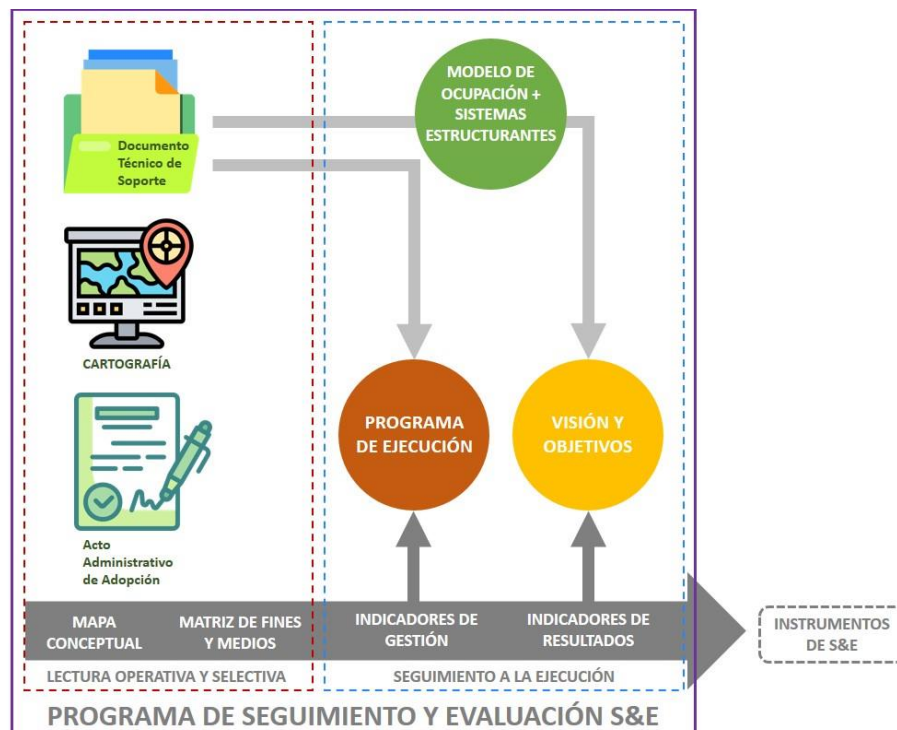 Documento
Técnico de
Soporte
MODELO DE
OCUPACIÓN +
SISTEMAS
ESTRUCTURANTES
CARTOGRAFÍA
PROGRAMA
DE EJECUCIÓN
VISIÓN Y
OBJETIVOS
Acto
Administrativo
de Adopción
MAPA
CONCEPTUAL
MATRIZ DE FINES
Y MEDIOS
INDICADORES DE
GESTIÓN
INDICADORES DE
RESULTADOS
INSTRUMENTOS
DE S&E
LECTURA OPERATIVA Y SELECTIVA
SEGUIMIENTO A LA EJECUCIÓN
PROGRAMA DE SEGUIMIENTO Y EVALUACIÓN S&E